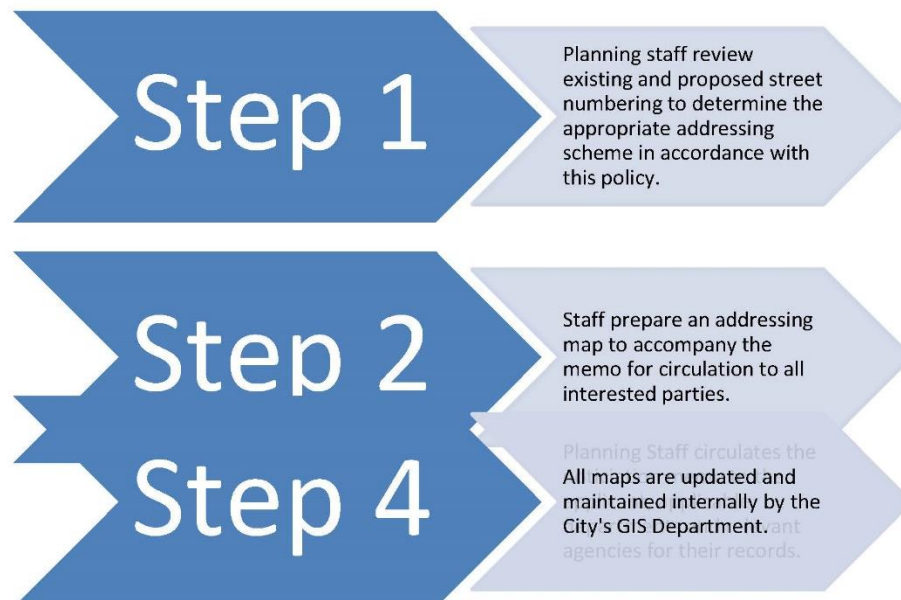 Step 1
Planning staff review
existing and proposed street
numbering to determine the
appropriate addressing
scheme in accordance with
this policy.
Step 2
Staff prepare an addressing
map to accompany the
memo for circulation to all
interested parties.
Step 4
Planning Staff circulates the
All maps are updated and
maintained internally by the
City's GIS Department.
agencies for their records.